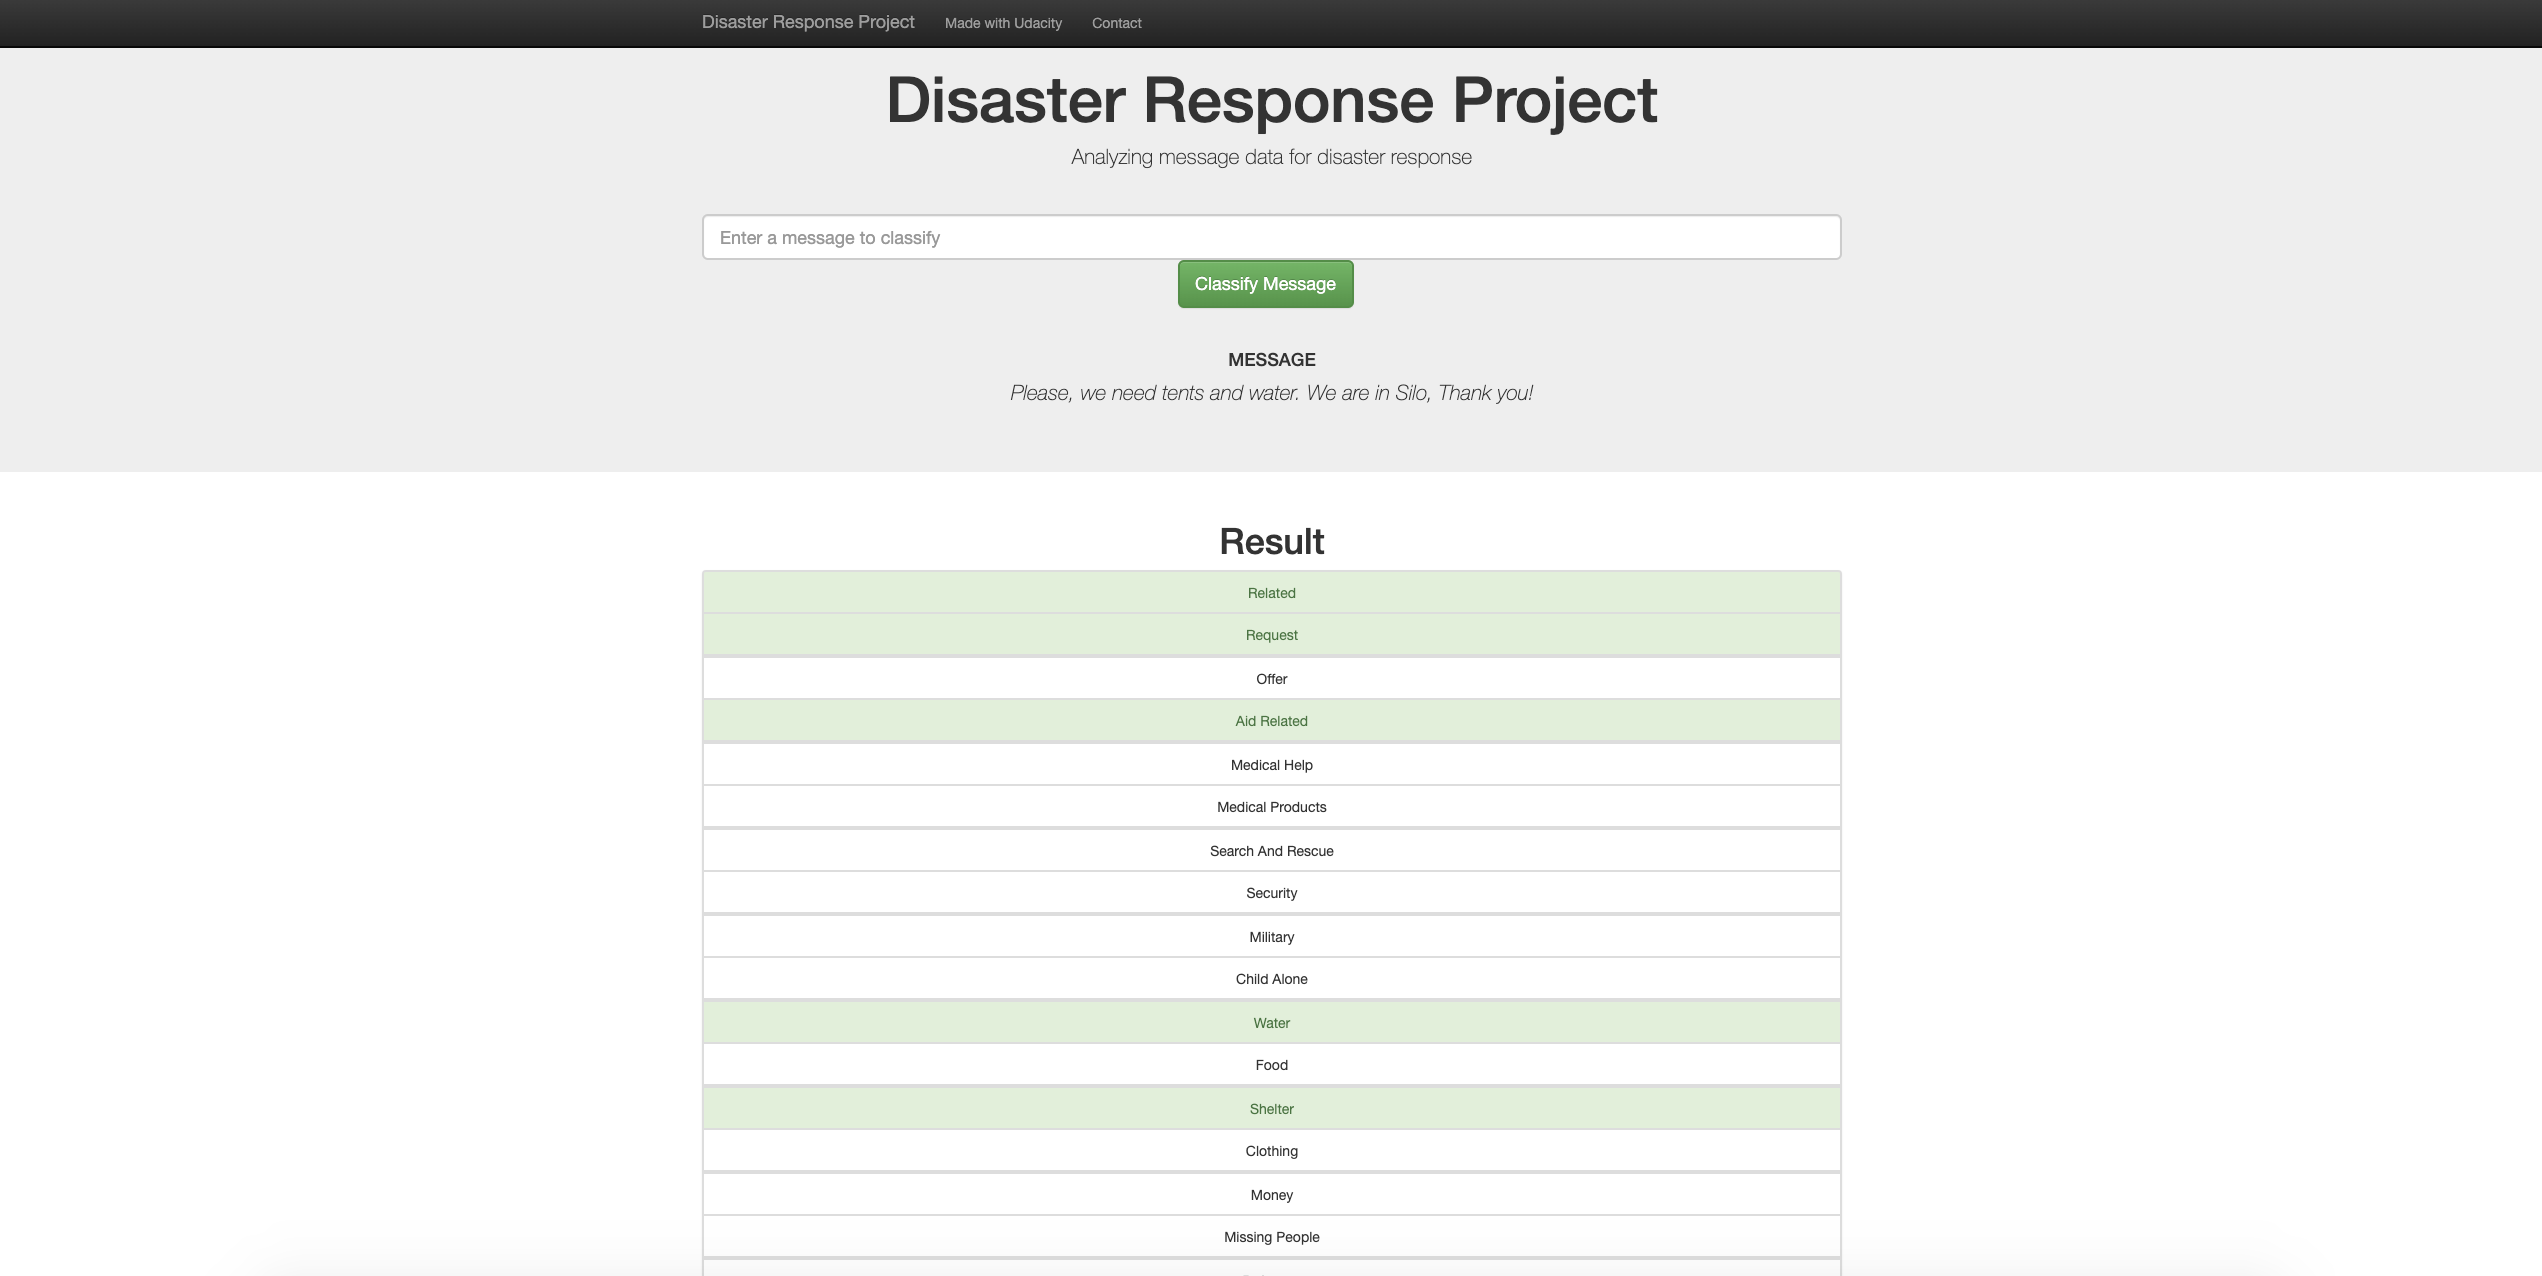 Disaster Response Project Made with Udacity Contact
Disaster Response Project
Analyzing message data for disaster response
Enter a message to classify
Classify Message
MESSAGE
Please, we need tents and water. We are in Silo, Thank you!
Result
Related
Request
Offer
Aid Related
Medical Help
Medical Products
Search And Rescue
Security
Military
Child Alone
Water
Food
Shelter
Clothing
Money
Missing People